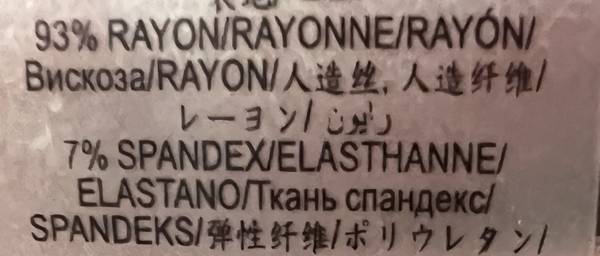 93% RAYON/RAYONNE/RAYÓN/
Вискоза/RAYON/人造丝, 人造纤维/
レーヨン/رايون
7% SPANDEX/ELASTHANNE/
ELASTANO/Ткань спандекс/
SPANDEKS/弹性纤维/ポリウレタン/